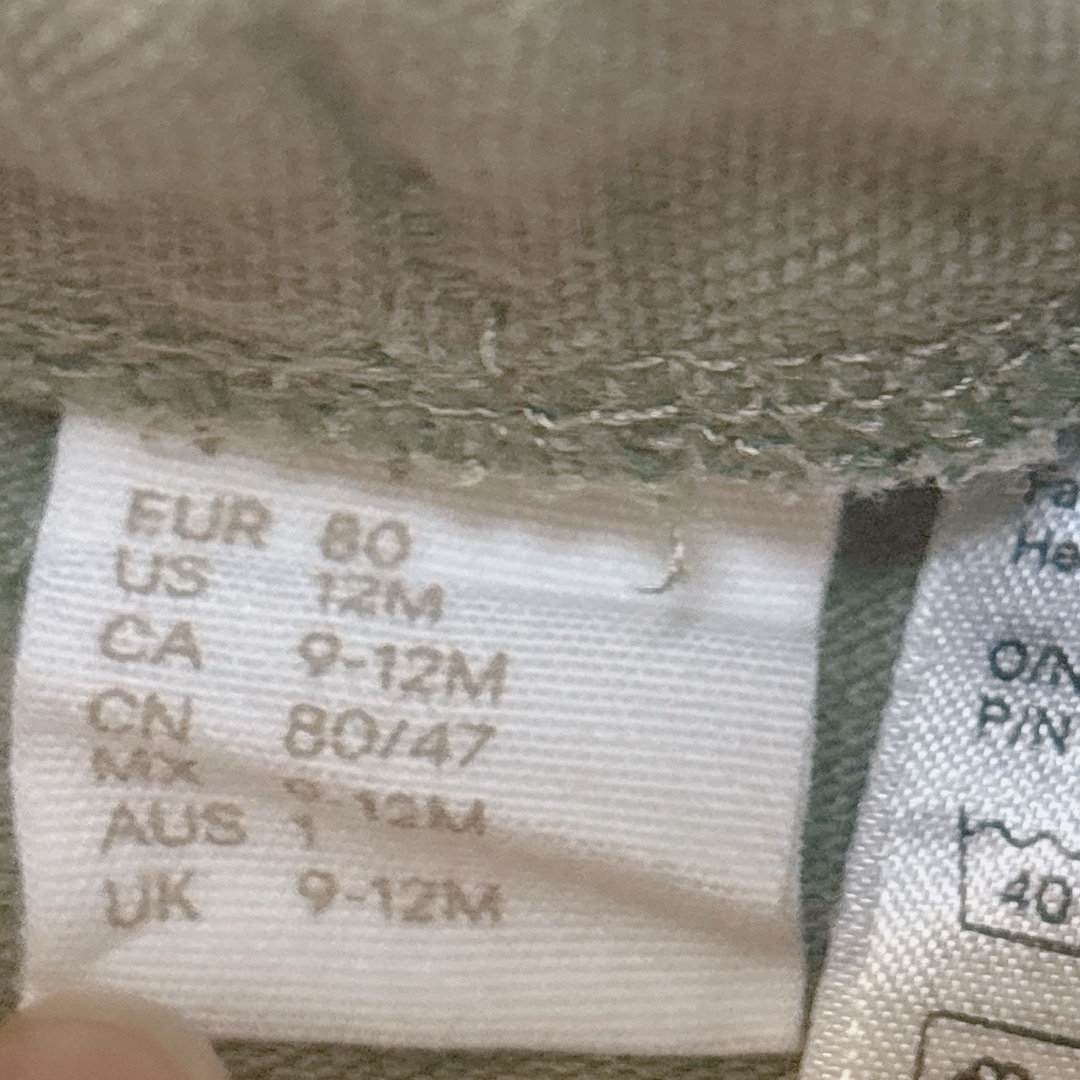 EUR 80
US 12M
CA 9-12M
CN 80/47
MX 9-12M
AUS 1
UK 9-12M
He
O/N
P/N
40